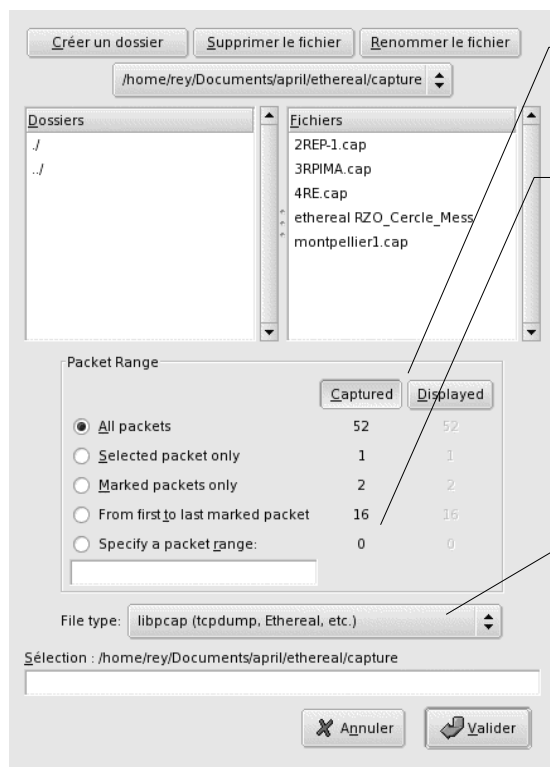 Créer un dossier Supprimer le fichier Renommer le fichier
/home/rey/Documents/april/ethereal/capture
Dossiers
./
../
Fichiers
2REP-1.cap
3RPIMA.cap
4RE.cap
ethereal RZO_Cercle_Mess
montpellier1.cap
Packet Range
Captured Displayed
All packets 52 52
Selected packet only 1 1
Marked packets only 2 2
From first to last marked packet 16 16
Specify a packet range: 0 0
File type: libpcap (tcpdump, Ethereal, etc.)
Sélection : /home/rey/Documents/april/ethereal/capture
Annuler Valider